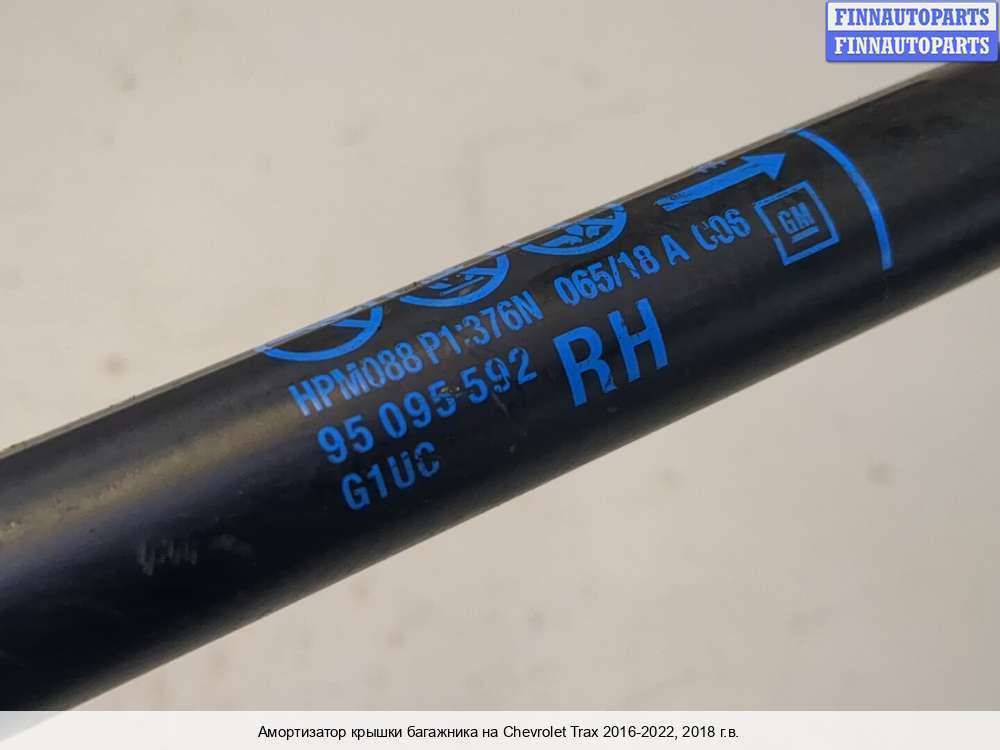 FINNAUTOPARTS
FINNAUTOPARTS
GM
HPM088 P1:376N 065/18 A C06
95 095 592 RH
G1UC
Амортизатор крышки багажника на Chevrolet Trax 2016-2022, 2018 г.в.